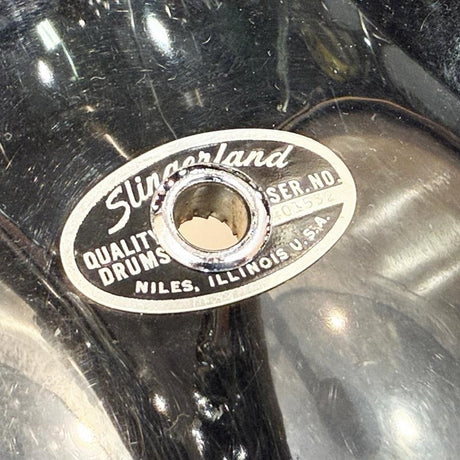 Slingerland
QUALITY
DRUMS
SER. NO.
NILES, ILLINOIS U.S.A.